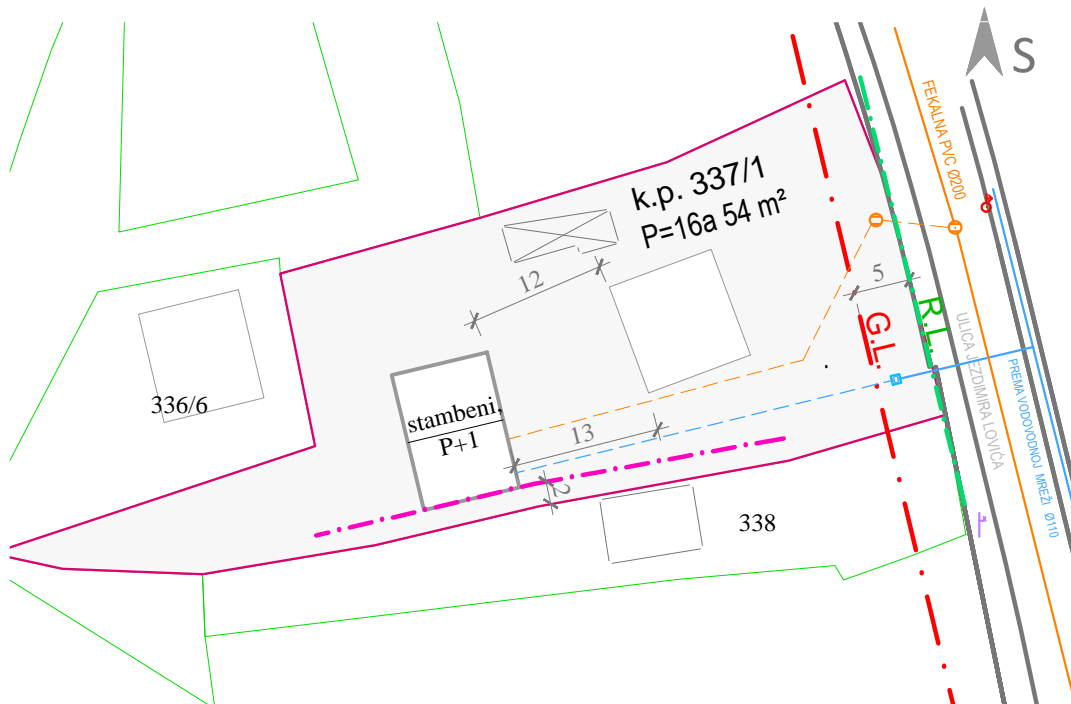 S
FEKALNA PVC Ø200
k.p. 337/1
P=16a 54 m²
12
5
R.L.
G.L.
ULICA JEZDIMIRA LOVIĆA
PREMA VODOVODNOJ MREŽI Ø110
336/6
stambeni,
P+1
13
2
338